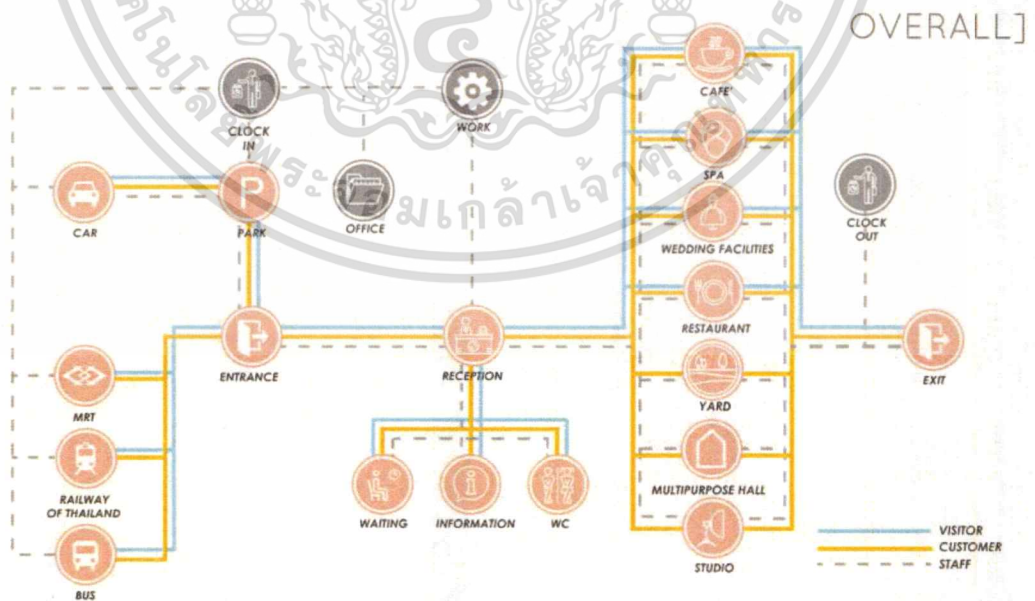 OVERALL]
CAFE'
CLOCK
IN
WORK
SPA
CAR
PARK
OFFICE
WEDDING FACILITIES
CLOCK
OUT
RESTAURANT
ENTRANCE
RECEPTION
EXIT
MRT
YARD
RAILWAY
OF THAILAND
WAITING
INFORMATION
WC
MULTIPURPOSE HALL
BUS
STUDIO
VISITOR
CUSTOMER
STAFF